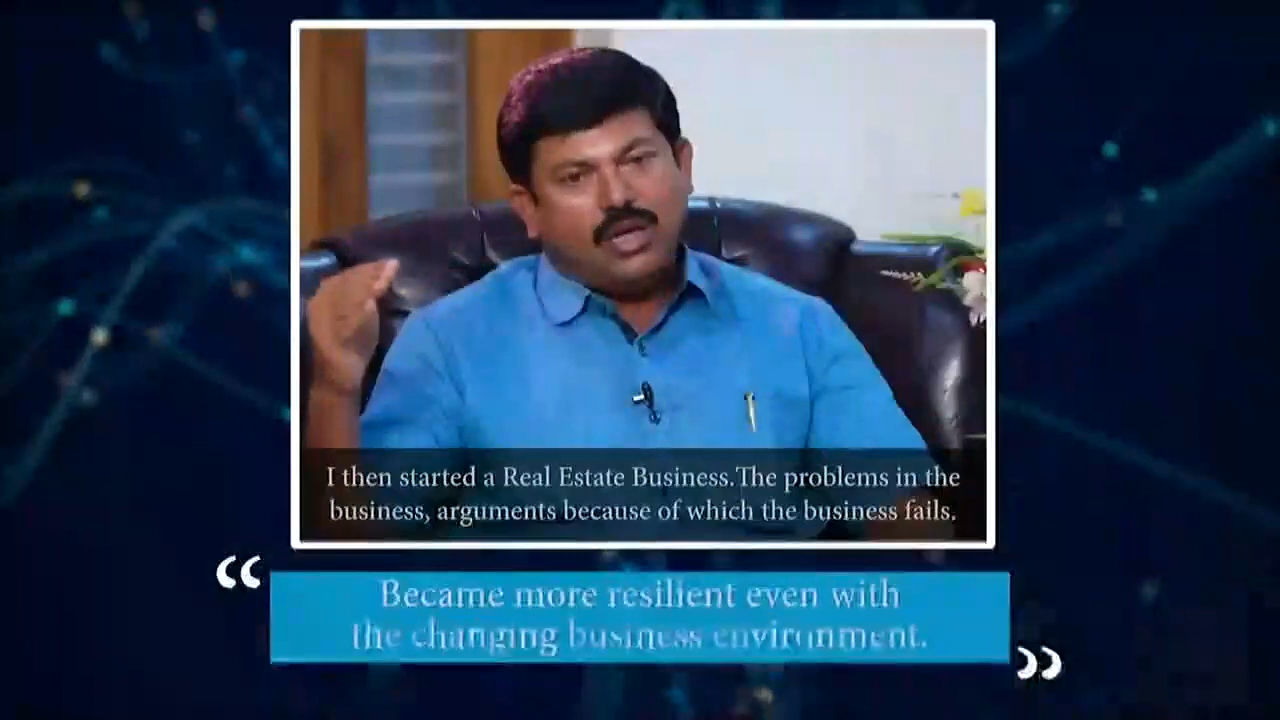 I then started a Real Estate Business.The problems in the
business, arguments because of which the business fails.
“
Became more resilient even with
the changing business environment.
”